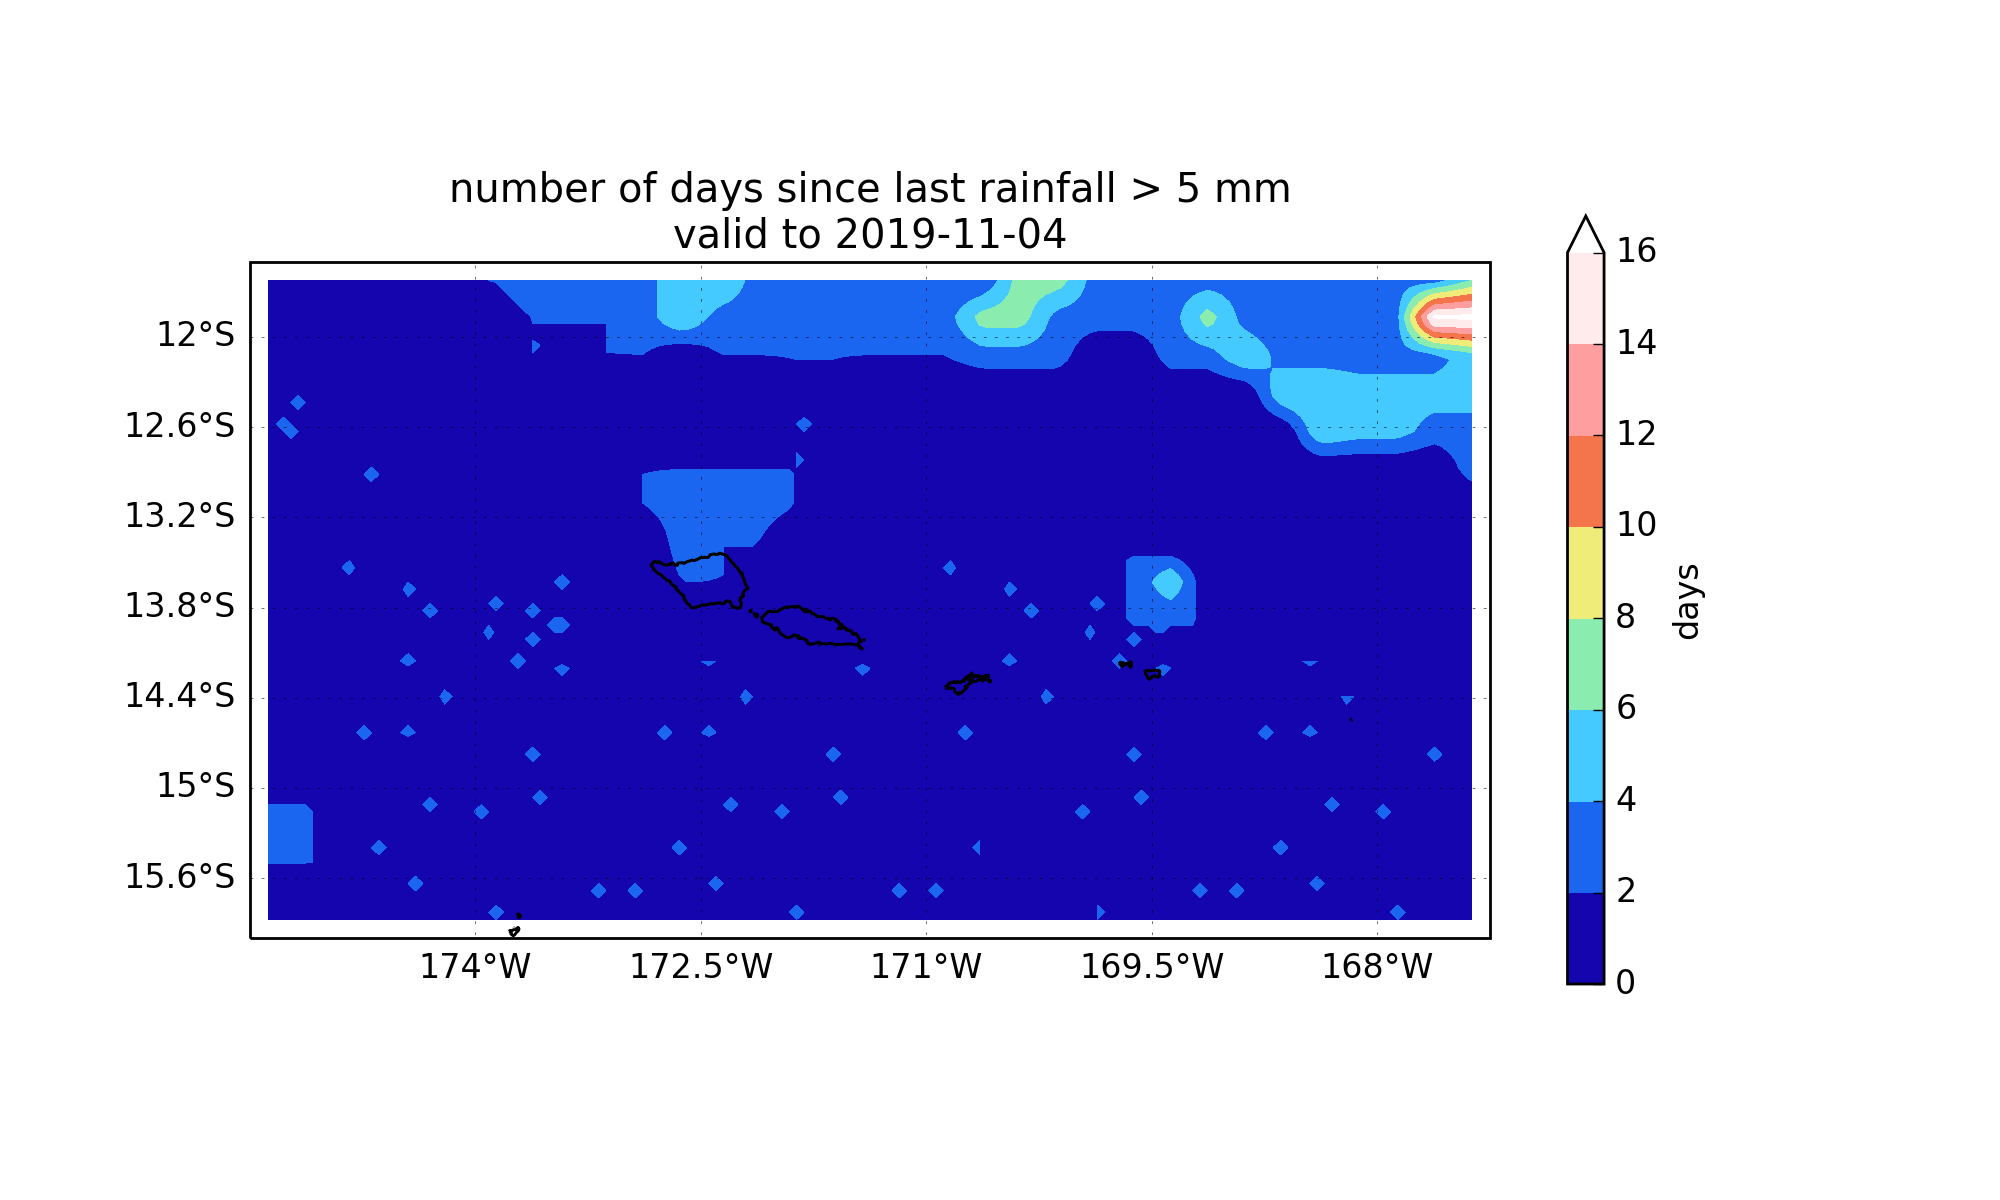 number of days since last rainfall > 5 mm
valid to 2019-11-04
12°S
12.6°S
13.2°S
13.8°S
14.4°S
15°S
15.6°S
174°W
172.5°W
171°W
169.5°W
168°W
16
14
12
10
8
6
4
2
0
days